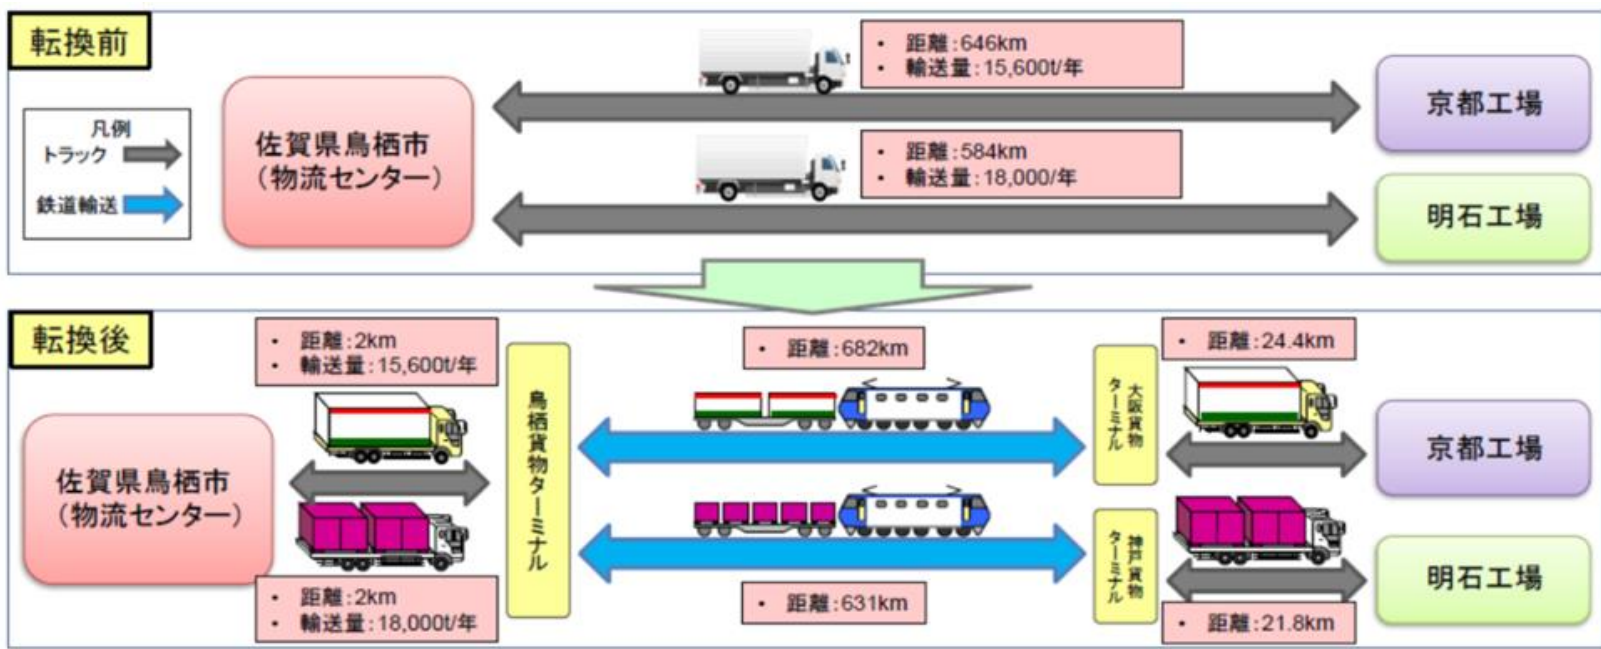 転換前
凡例
トラック
鉄道輸送
佐賀県鳥栖市
（物流センター）
・ 距離：646km
・ 輸送量：15,600t/年
京都工場
・ 距離：584km
・ 輸送量：18,000/年
明石工場
転換後
・ 距離：2km
・ 輸送量：15,600t/年
佐賀県鳥栖市
（物流センター）
・ 距離：2km
・ 輸送量：18,000t/年
鳥栖貨物ターミナル
・ 距離：682km
・ 距離：631km
大阪貨物
ターミナル
神戸貨物
ターミナル
・ 距離：24.4km
京都工場
明石工場
・ 距離：21.8km